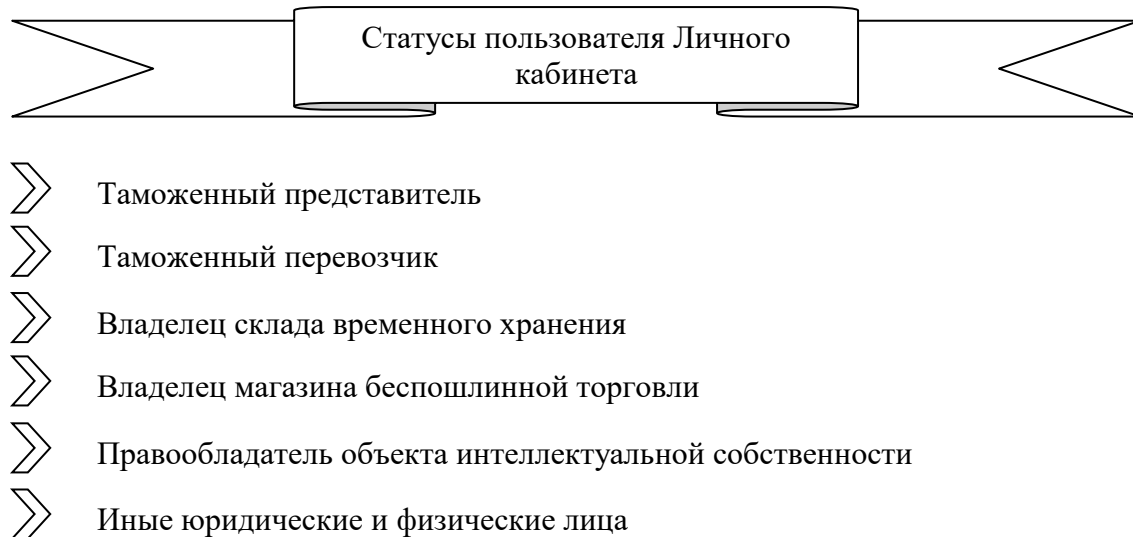 Статусы пользователя Личного
кабинета
Таможенный представитель
Таможенный перевозчик
Владелец склада временного хранения
Владелец магазина беспошлинной торговли
Правообладатель объекта интеллектуальной собственности
Иные юридические и физические лица